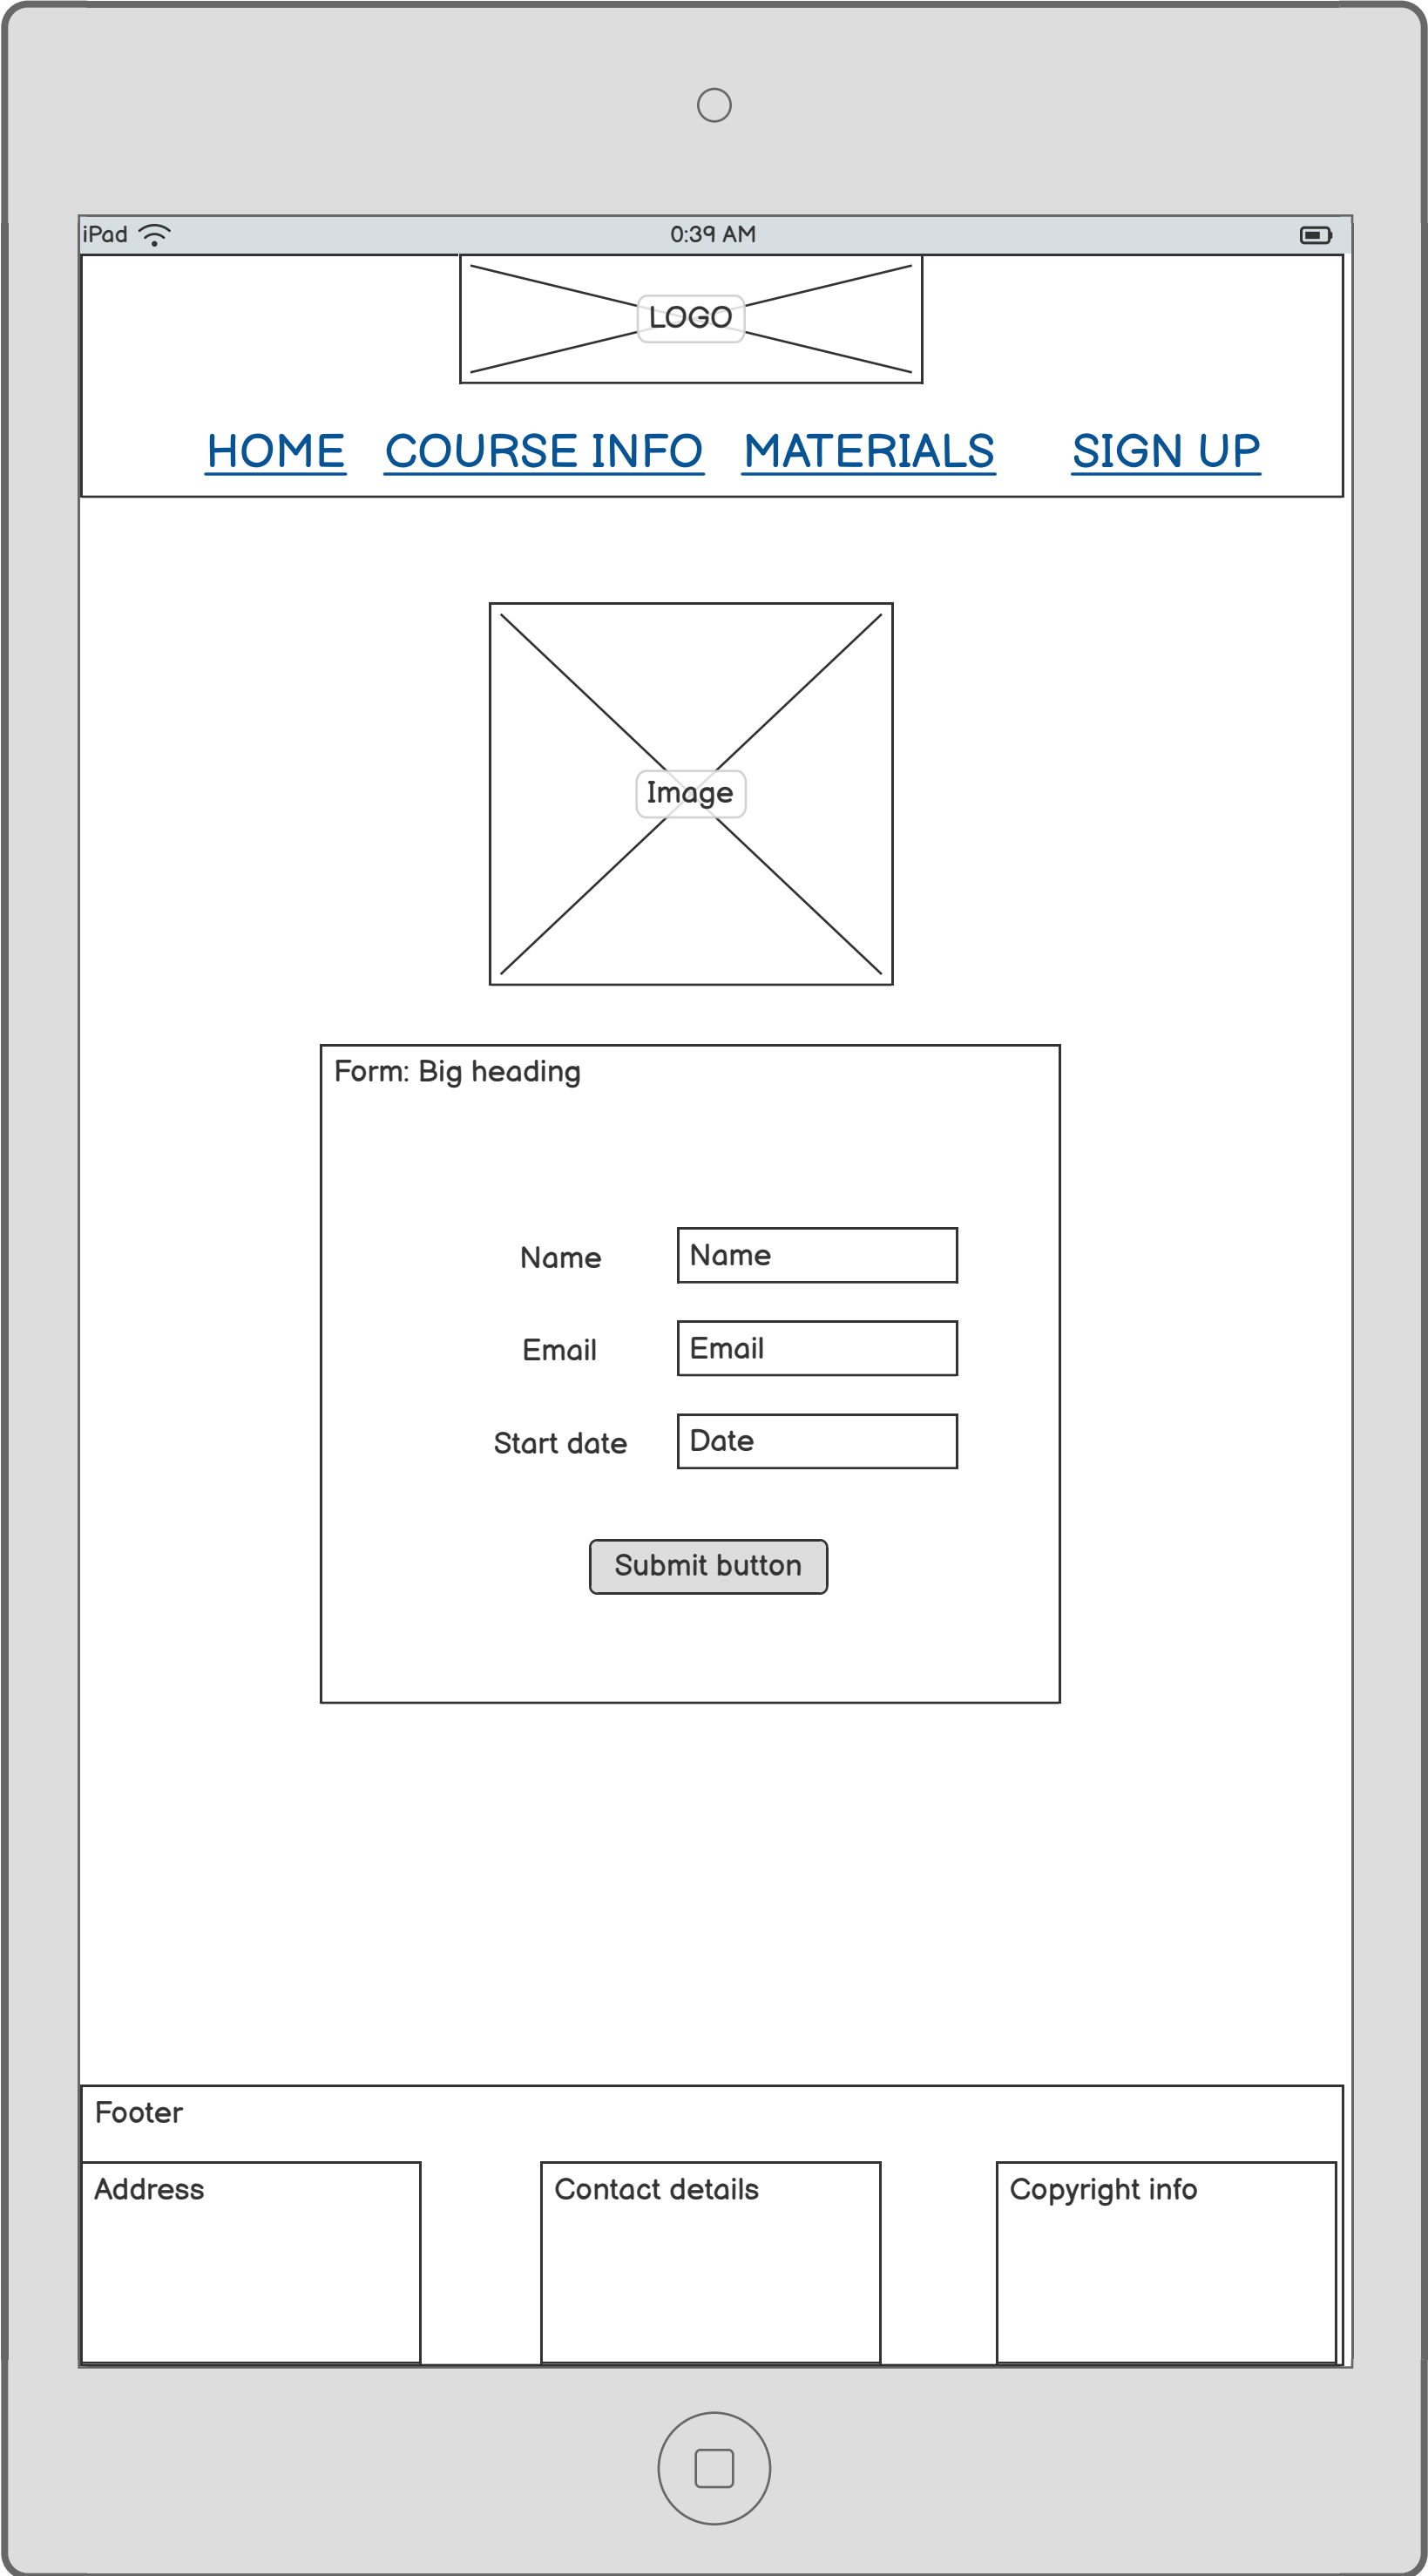 iPad 0:39 AM
LOGO
HOME COURSE INFO MATERIALS SIGN UP
Image
Form: Big heading
Name Name
Email Email
Start date Date
Submit button
Footer
Address Contact details Copyright info